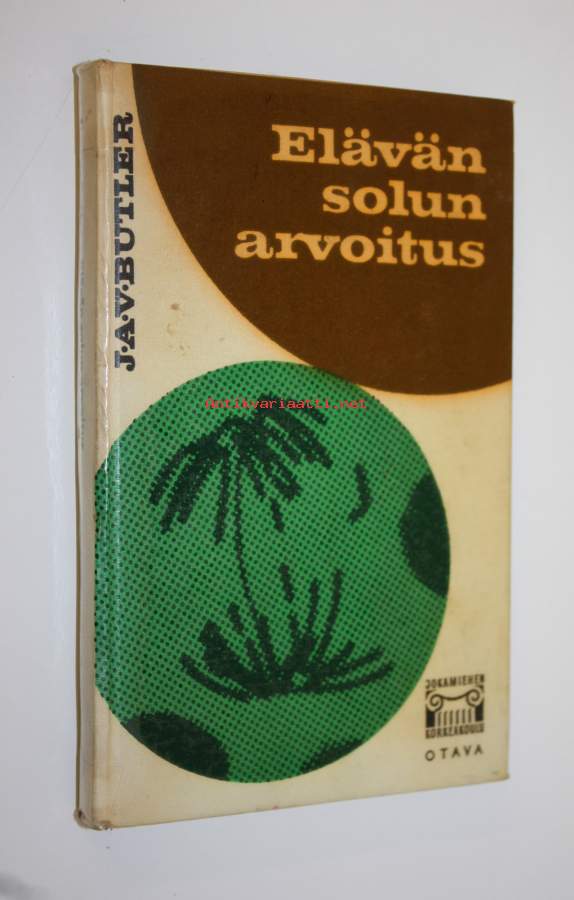 Elävän
solun
arvoitus
J.A.V. BUTLER
Antikvariaatti.net
JOKAMIEHEN
KORKEAKOULU
OTAVA